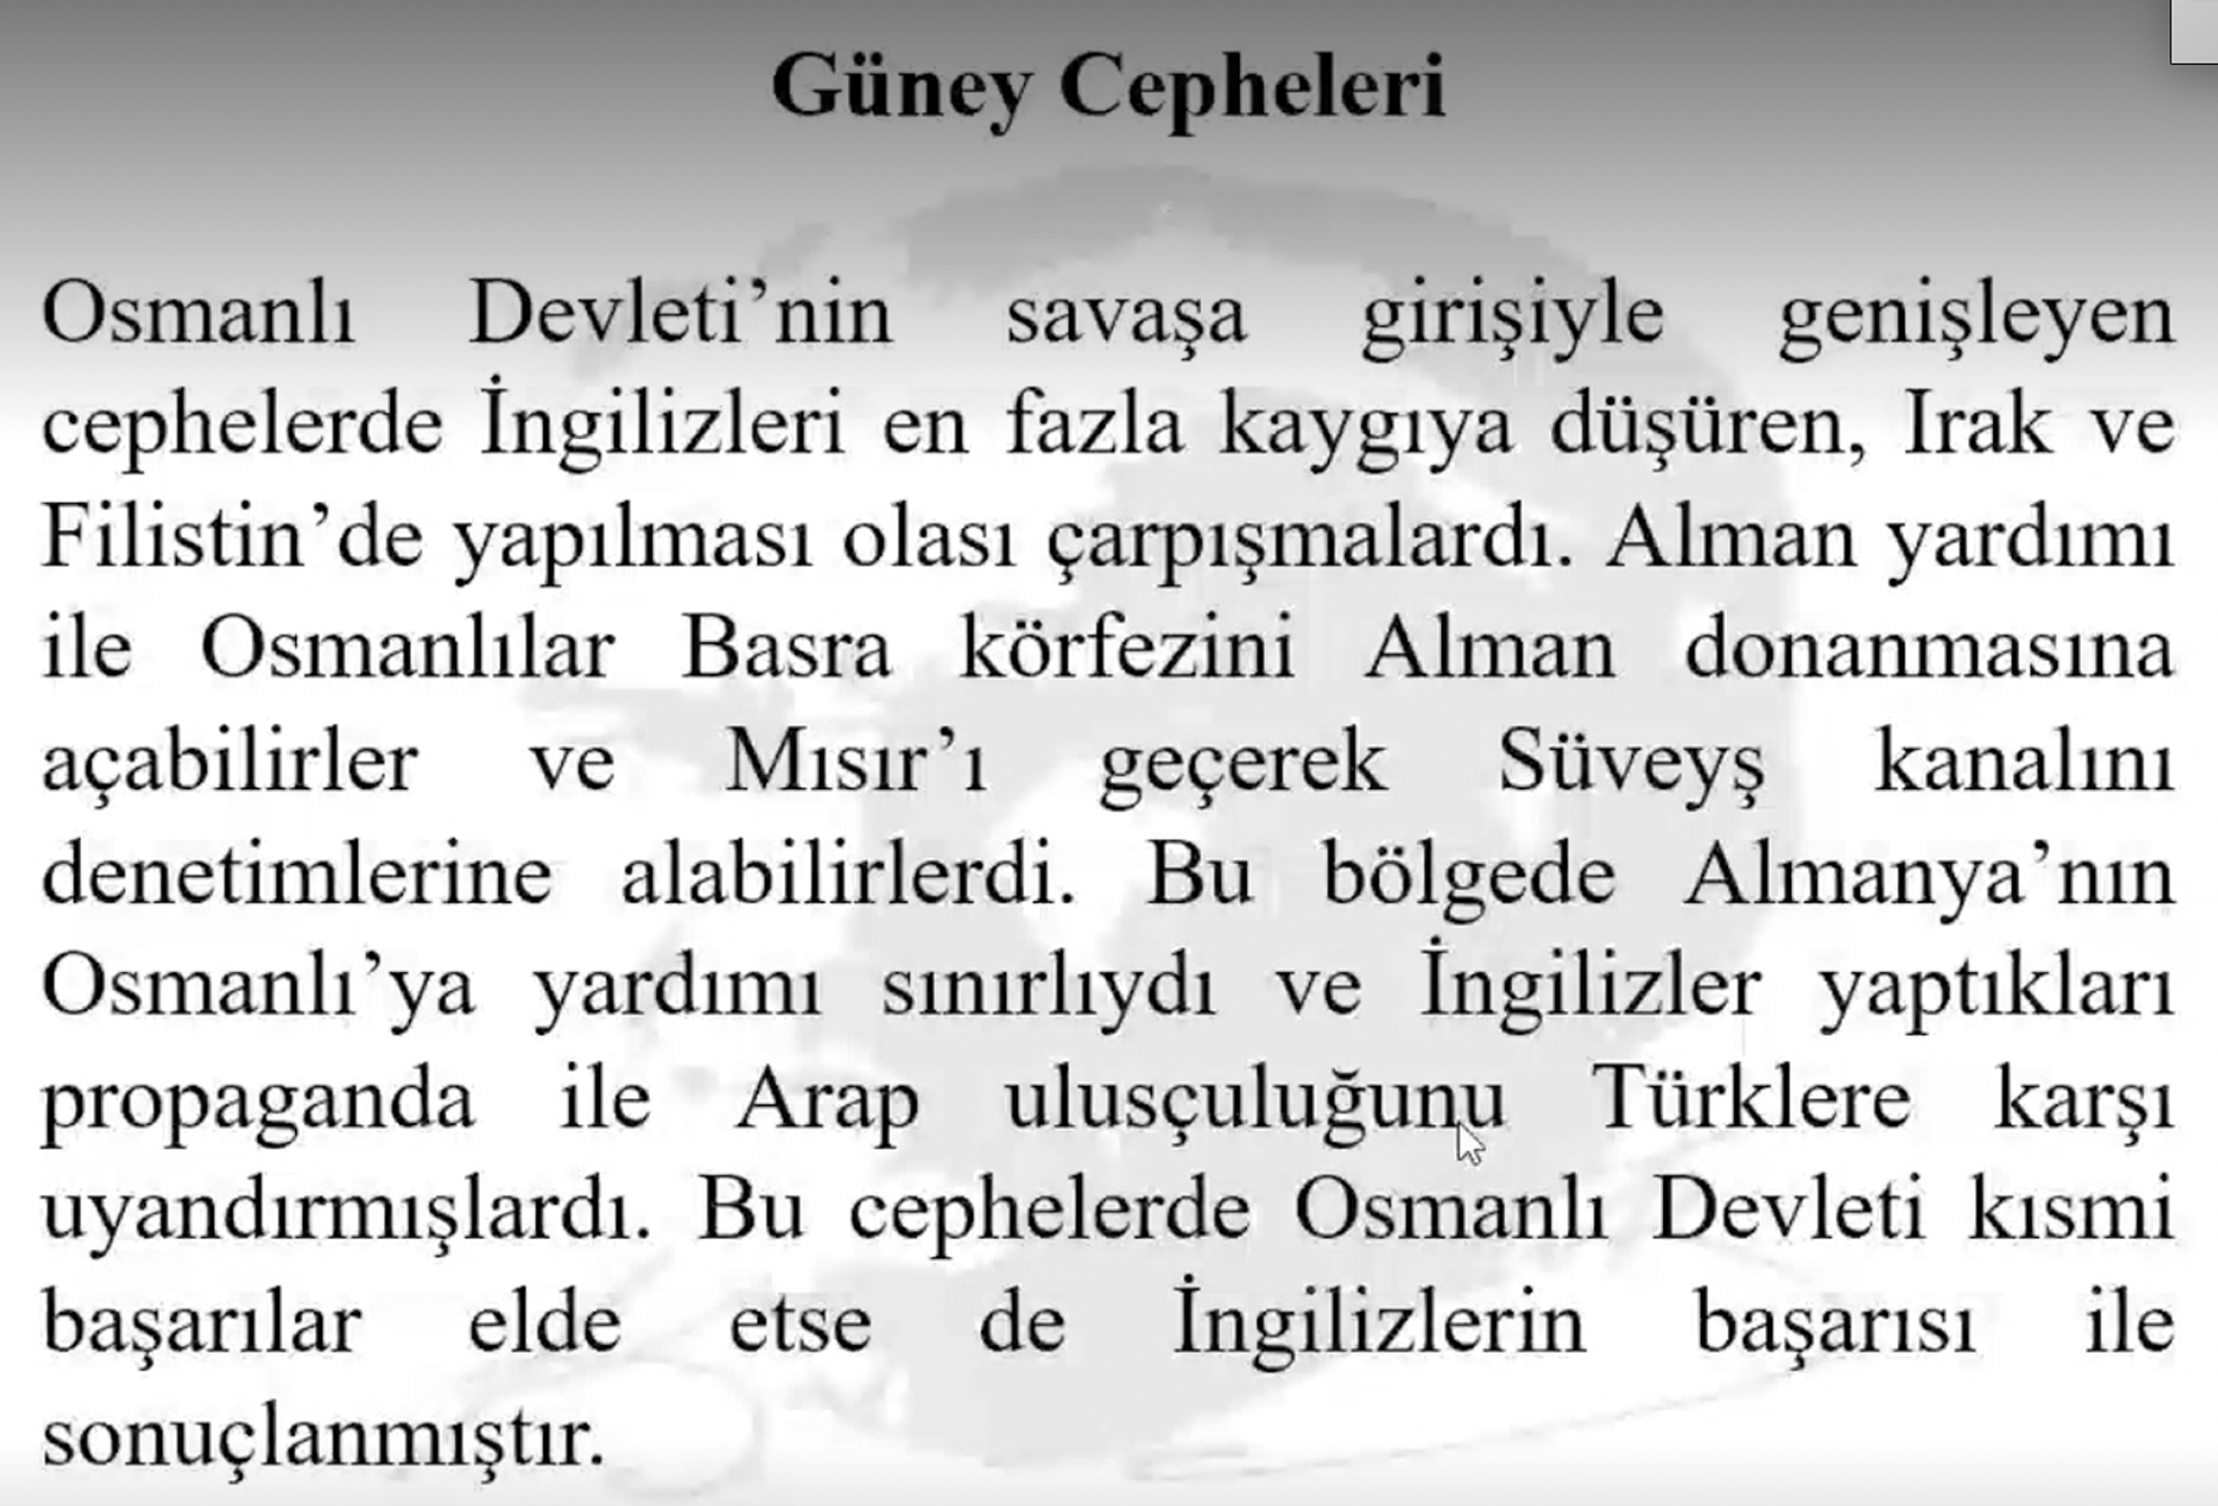 Güney Cepheleri
Osmanlı Devleti’nin savaşa girişiyle genişleyen
cephelerde İngilizleri en fazla kaygıya düşüren, Irak ve
Filistin’de yapılması olası çarpışmalardı. Alman yardımı
ile Osmanlılar Basra körfezini Alman donanmasına
açabilirler ve Mısır’ı geçerek Süveyş kanalını
denetimlerine alabilirlerdi. Bu bölgede Almanya’nın
Osmanlı’ya yardımı sınırlıydı ve İngilizler yaptıkları
propaganda ile Arap ulusçuluğunu Türklere karşı
uyandırmışlardı. Bu cephelerde Osmanlı Devleti kısmi
başarılar elde etse de İngilizlerin başarısı ile
sonuçlanmıştır.